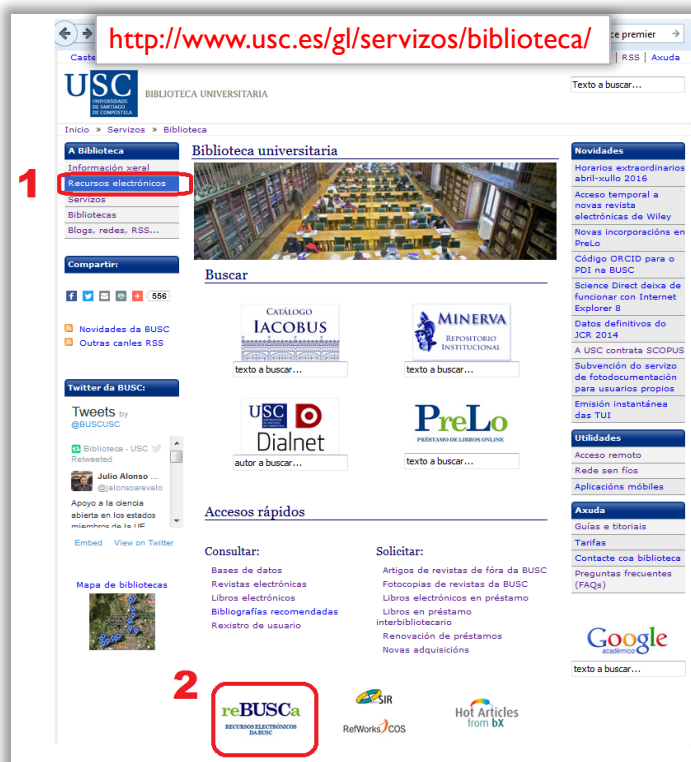 http://www.usc.es/gl/servizos/biblioteca/
ce premier
Caste
RSS | Axuda
USC
UNIVERSIDADE
DE SANTIAGO
DE COMPOSTELA
BIBLIOTECA UNIVERSITARIA
Texto a buscar...
Inicio » Servizos » Biblioteca
1
A Biblioteca
Información xeral
Recursos electrónicos
Servizos
Bibliotecas
Blogs, redes, RSS...
Compartir:
556
Novidades da BUSC
Outras canles RSS
Twitter da BUSC:
Tweets by
@BUSCUSC
Biblioteca - USC
Retweeted
Julio Alonso ...
@jalonsoarevalo
Apoyo a la ciencia
abierta en los estados
miembros de la UE
Embed View on Twitter
Mapa de bibliotecas
Biblioteca universitaria
Buscar
CATÁLOGO
IACOBUS
texto a buscar...
MINERVA
REPOSITORIO
INSTITUCIONAL
texto a buscar...
USC
Dialnet
autor a buscar...
PreLo
PRÉSTAMO DE LIBROS ONLINE
texto a buscar...
Accesos rápidos
Consultar:
Bases de datos
Revistas electrónicas
Libros electrónicos
Bibliografías recomendadas
Rexistro de usuario
Solicitar:
Artigos de revistas de fóra da BUSC
Fotocopias de revistas da BUSC
Libros electrónicos en préstamo
Libros en préstamo
interbibliotecario
Renovación de préstamos
Novas adquisicións
2
reBUSCa
RECURSOS ELECTRÓNICOS
DA BUSC
SIR
RefWorks COS
Hot Articles
from bX
Novidades
Horarios extraordinarios
abril-xullo 2016
Acceso temporal a
novas revista
electrónicas de Wiley
Novas incorporacións en
PreLo
Código ORCID para o
PDI na BUSC
Science Direct deixa de
funcionar con Internet
Explorer 8
Datos definitivos do
JCR 2014
A USC contrata SCOPUS
Subvención do servizo
de fotodocumentación
para usuarios propios
Emisión instantánea
das TUI
Utilidades
Acceso remoto
Rede sen fíos
Aplicacións móbiles
Axuda
Guías e titoriais
Tarifas
Contacte coa biblioteca
Preguntas frecuentes
(FAQs)
Google
académico
texto a buscar...